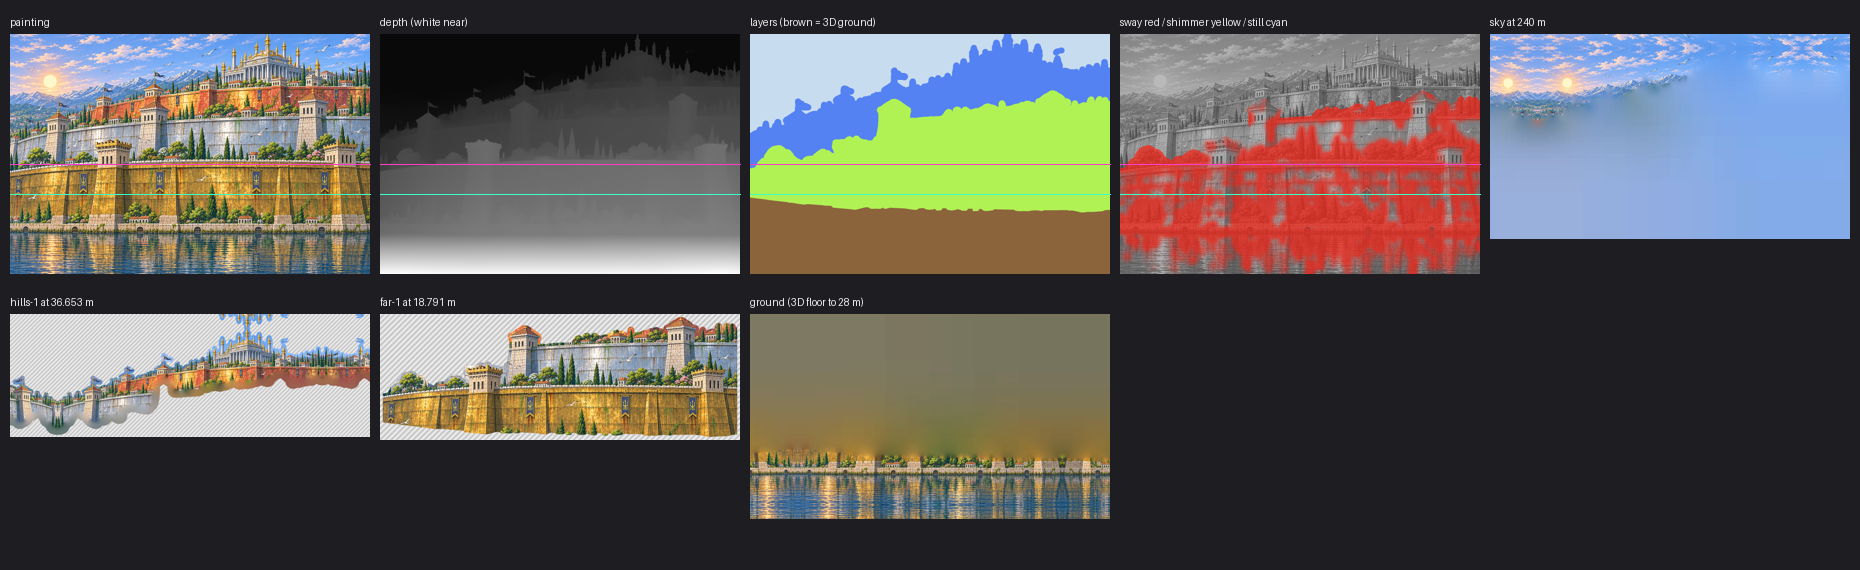 painting
depth (white near)
layers (brown = 3D ground)
sway red / shimmer yellow / still cyan
sky at 240 m
hills-1 at 36.653 m
far-1 at 18.791 m
ground (3D floor to 28 m)